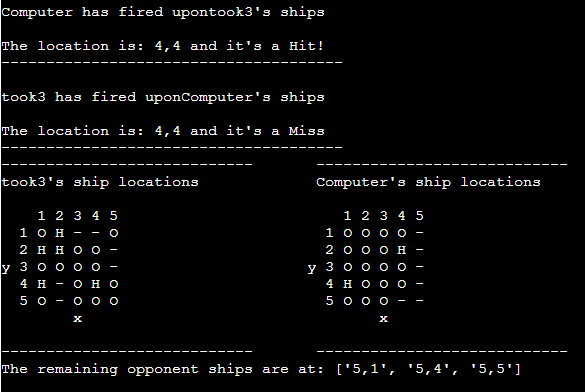 Computer has fired upontook3's ships
The location is: 4,4 and it's a Hit!
--------------------------------------
took3 has fired uponComputer's ships
The location is: 4,4 and it's a Miss
--------------------------------------
----------------------------       ----------------------------
took3's ship locations             Computer's ship locations
    1 2 3 4 5                         1 2 3 4 5
  1 O H - - O                       1 O O O O -
  2 H H O O -                       2 O O O H -
y 3 O O O O -                     y 3 O O O O -
  4 H - O H O                       4 H O O O -
  5 O - O O O                       5 O O O - -
        x                                 x
----------------------------       ----------------------------
The remaining opponent ships are at: ['5,1', '5,4', '5,5']